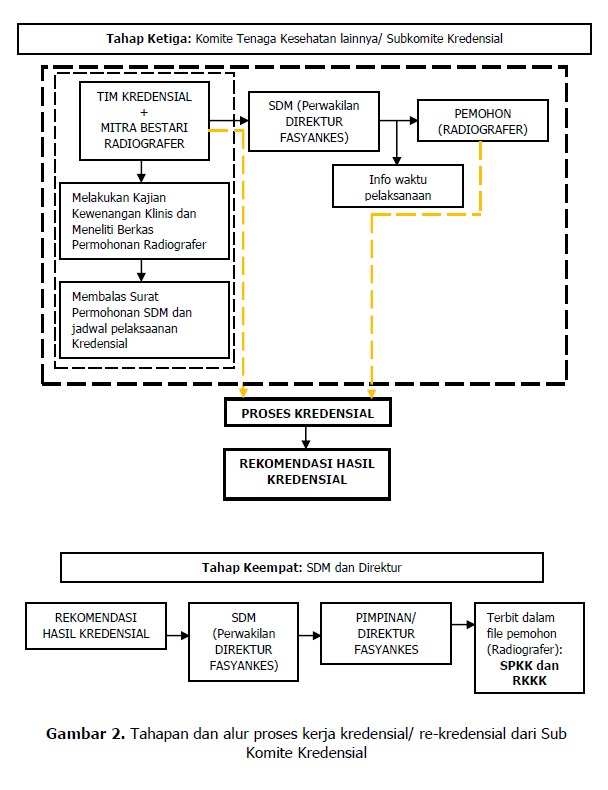 Tahap Ketiga: Komite Tenaga Kesehatan lainnya/ Subkomite Kredensial
TIM KREDENSIAL
+
MITRA BESTARI
RADIOGRAFER
SDM (Perwakilan
DIREKTUR
FASYANKES)
PEMOHON
(RADIOGRAFER)
Info waktu
pelaksanaan
Melakukan Kajian
Kewenangan Klinis dan
Meneliti Berkas
Permohonan Radiografer
Membalas Surat
Permohonan SDM dan
jadwal pelaksaanan
Kredensial
PROSES KREDENSIAL
REKOMENDASI HASIL
KREDENSIAL
Tahap Keempat: SDM dan Direktur
REKOMENDASI
HASIL KREDENSIAL
SDM
(Perwakilan
DIREKTUR
FASYANKES)
PIMPINAN/
DIREKTUR
FASYANKES
Terbit dalam
file pemohon
(Radiografer):
SPKK dan
RKKK
Gambar 2. Tahapan dan alur proses kerja kredensial/ re-kredensial dari Sub
Komite Kredensial